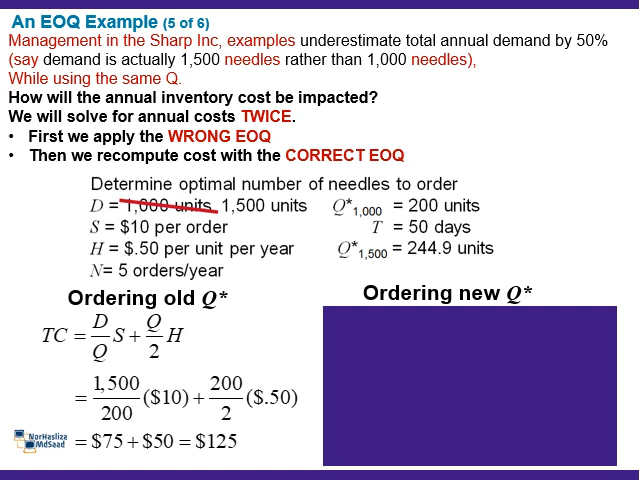 An EOQ Example (5 of 6)
Management in the Sharp Inc, examples underestimate total annual demand by 50%
(say demand is actually 1,500 needles rather than 1,000 needles),
While using the same Q.
How will the annual inventory cost be impacted?
We will solve for annual costs TWICE.
• First we apply the WRONG EOQ
• Then we recompute cost with the CORRECT EOQ
Determine optimal number of needles to order
D = 1,000 units 1,500 units Q*1,000 = 200 units
S = $10 per order T = 50 days
H = $.50 per unit per year Q*1,500 = 244.9 units
N= 5 orders/year
Ordering old Q* Ordering new Q*
TC = D/Q S + Q/2 H
= 1,500/200 ($10) + 200/2 ($.50)
= $75 + $50 = $125
NorHasliza
MdSaad